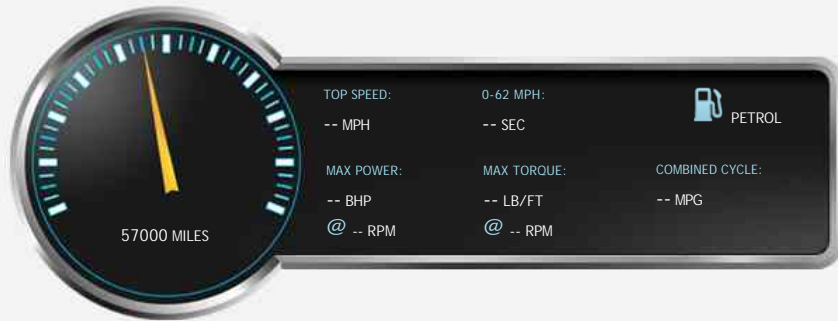 TOP SPEED:
-- MPH
0-62 MPH:
-- SEC
PETROL
MAX POWER:
-- BHP
@ -- RPM
MAX TORQUE:
-- LB/FT
@ -- RPM
COMBINED CYCLE:
-- MPG
57000 MILES